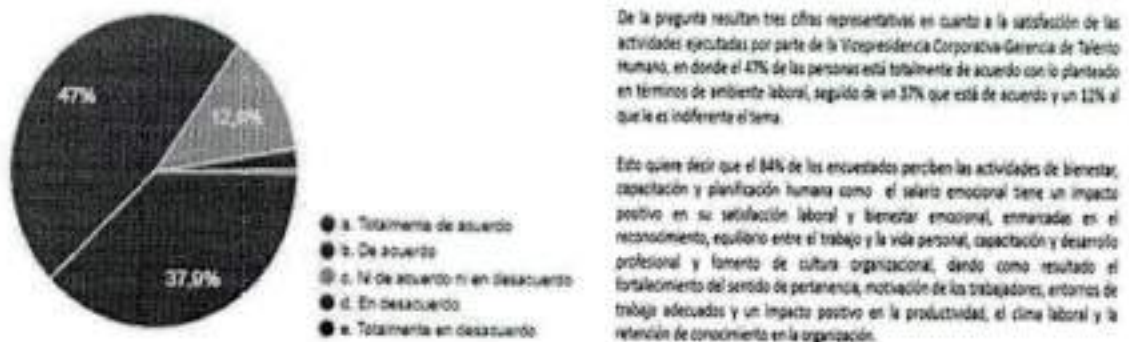 47%
12,6%
37,9%
a. Totalmente de acuerdo
b. De acuerdo
c. Ni de acuerdo ni en desacuerdo
d. En desacuerdo
e. Totalmente en desacuerdo
De la pregunta resultan tres cifras representativas en cuanto a la satisfacción de las
actividades ejecutadas por parte de la Vicepresidencia Corporativa-Gerencia de Talento
Humano, en donde el 47% de las personas está totalmente de acuerdo con lo planteado
en términos de ambiente laboral, seguido de un 37% que está de acuerdo y un 12% al
que le es indiferente el tema.
Esto quiere decir que el 84% de los encuestados perciben las actividades de bienestar,
capacitación y planificación humana como el salario emocional tiene un impacto
positivo en su satisfacción laboral y bienestar emocional, enmarcadas en el
reconocimiento, equilibrio entre el trabajo y la vida personal, capacitación y desarrollo
profesional y fomento de cultura organizacional, dando como resultado el
fortalecimiento del sentido de pertenencia, motivación de los trabajadores, entornos de
trabajo adecuados y un impacto positivo en la productividad, el clima laboral y la
retención de conocimiento en la organización.